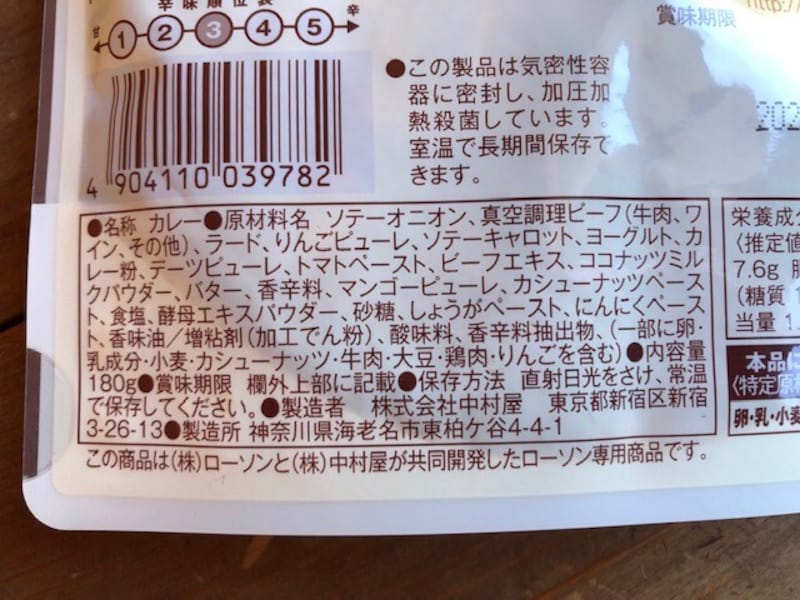 辛味順位表
甘 1 2 3 4 5 辛
4 904110 039782
●この製品は気密性容
器に密封し、加圧加
熱殺菌しています。
室温で長期間保存で
きます。
賞味期限
http:/
202
●名称 カレー●原材料名 ソテーオニオン、真空調理ビーフ(牛肉、ワ
イン、その他)、ラード、りんごピューレ、ソテーキャロット、ヨーグルト、カ
レー粉、デーツピューレ、トマトペースト、ビーフエキス、ココナッツミル
クパウダー、バター、香辛料、マンゴーピューレ、カシューナッツペース
ト、食塩、酵母エキスパウダー、砂糖、しょうがペースト、にんにくペース
ト、香味油/増粘剤(加工でん粉)、酸味料、香辛料抽出物、(一部に卵・
乳成分・小麦・カシューナッツ・牛肉・大豆・鶏肉・りんごを含む)●内容量
180g●賞味期限 欄外上部に記載●保存方法 直射日光をさけ、常温
で保存してください。●製造者 株式会社中村屋 東京都新宿区新宿
3-26-13●製造所 神奈川県海老名市東柏ケ谷4-4-1
この商品は(株)ローソンと(株)中村屋が共同開発したローソン専用商品です。
栄養成分
〈推定値
7.6g
(糖質
当量 1.
本品に
〈特定原材
卵・乳・小麦